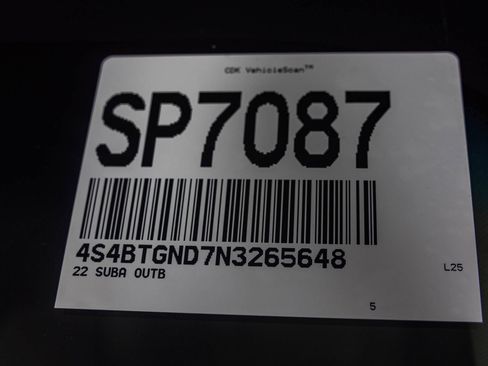 CDK VehicleScan™
SP7087
4S4BTGND7N3265648
22 SUBA OUTB
L25
5